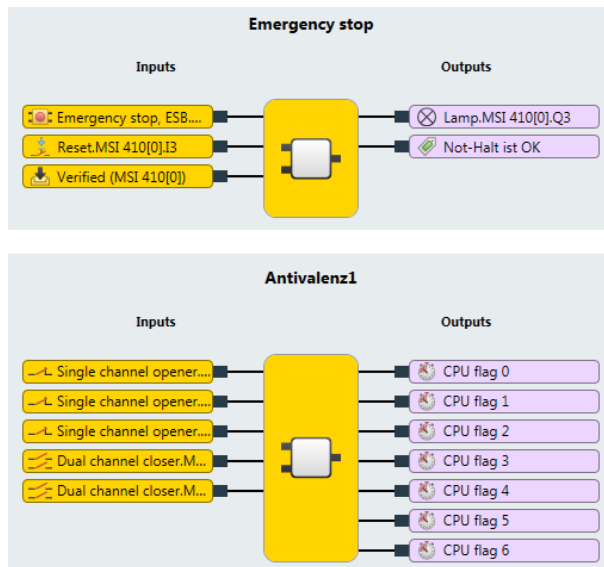 Emergency stop
Inputs
Outputs
Emergency stop, ESB....
Lamp.MSI 410[0].Q3
Reset.MSI 410[0].I3
Not-Halt ist OK
Verified (MSI 410[0])
Antivalenz1
Inputs
Outputs
Single channel opener....
CPU flag 0
Single channel opener....
CPU flag 1
Single channel opener....
CPU flag 2
Dual channel closer.M...
CPU flag 3
Dual channel closer.M...
CPU flag 4
CPU flag 5
CPU flag 6